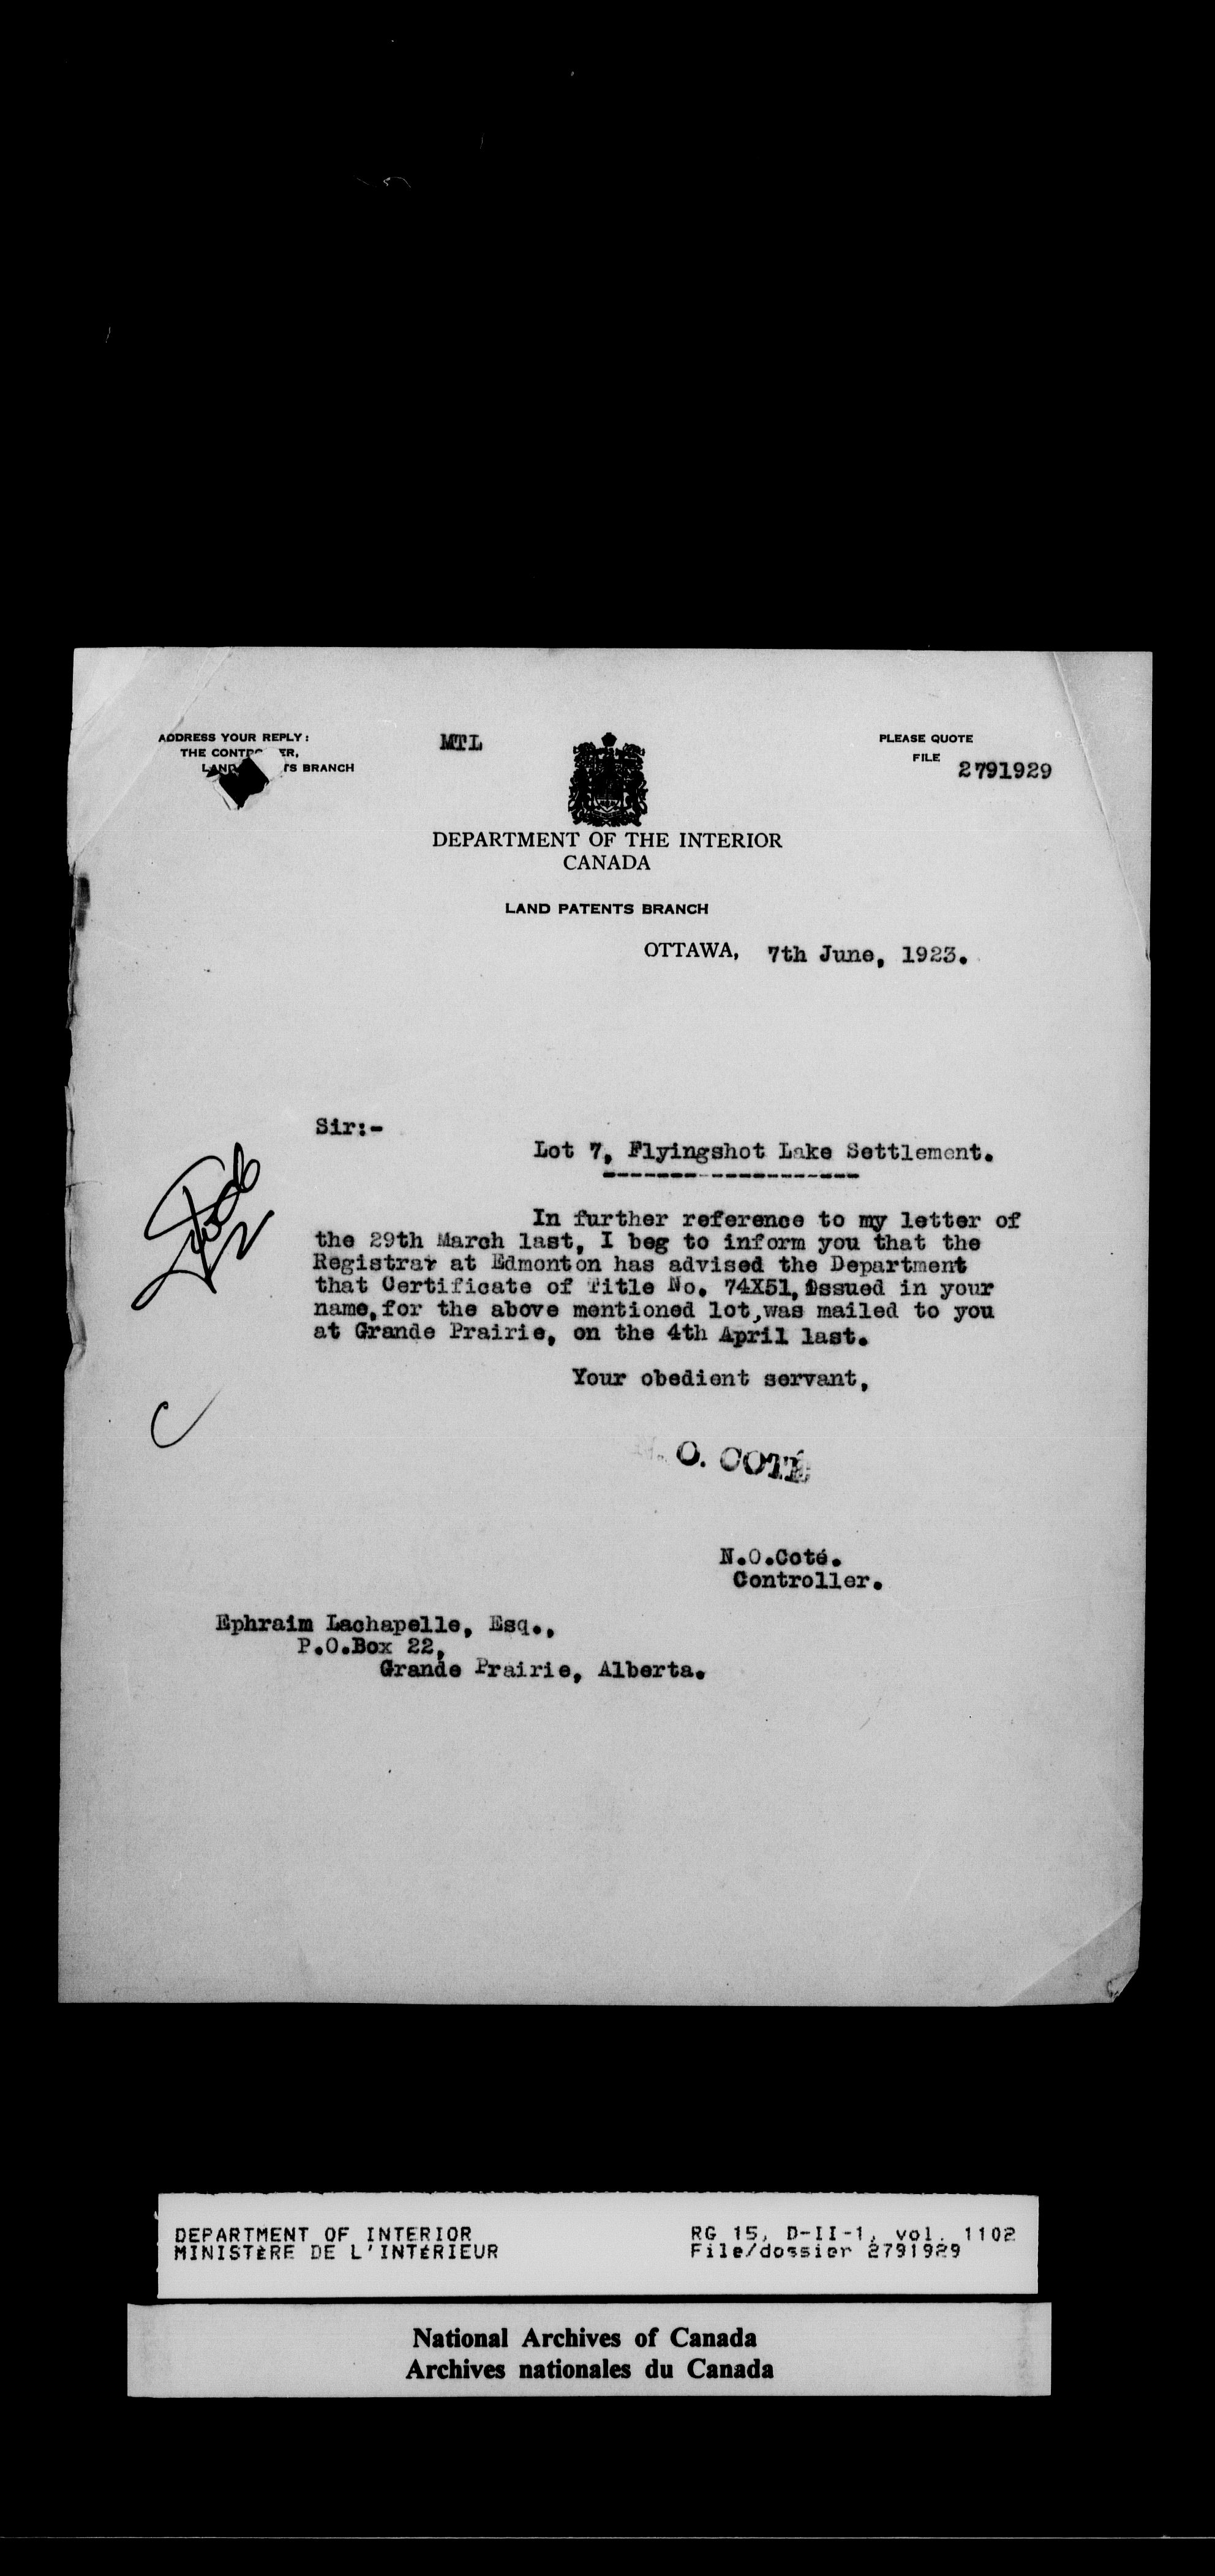 ADDRESS YOUR REPLY:
THE CONTR ER,
LAND TS BRANCH
MTL
PLEASE QUOTE
FILE 2791929
DEPARTMENT OF THE INTERIOR
CANADA
LAND PATENTS BRANCH
OTTAWA, 7th June, 1923.
Sir:-
Lot 7, Flyingshot Lake Settlement.
In further reference to my letter of
the 29th March last, I beg to inform you that the
Registrar at Edmonton has advised the Department
that Certificate of Title No. 74X51, issued in your
name, for the above mentioned lot, was mailed to you
at Grande Prairie, on the 4th April last.
Your obedient servant,
N. O. COTÉ
N.O.Coté.
Controller.
Ephraim Lachapelle, Esq.,
P.O.Box 22,
Grande Prairie, Alberta.
DEPARTMENT OF INTERIOR
MINISTÈRE DE L'INTÉRIEUR
RG 15, D-II-1, vol. 1102
File/dossier 2791929
National Archives of Canada
Archives nationales du Canada